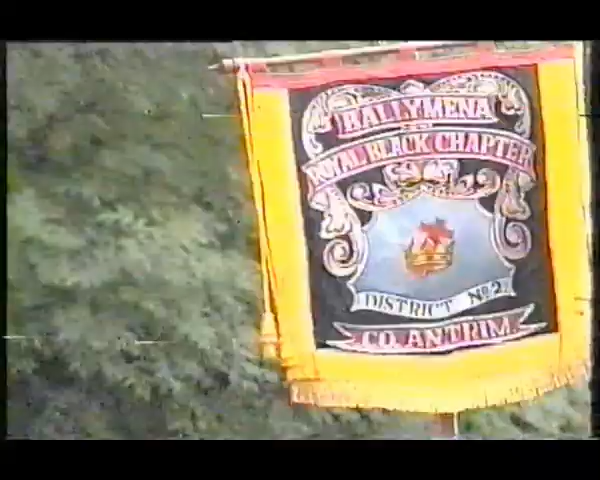 BALLYMENA
ROYAL BLACK CHAPTER
DISTRICT Nº 2
CO. ANTRIM